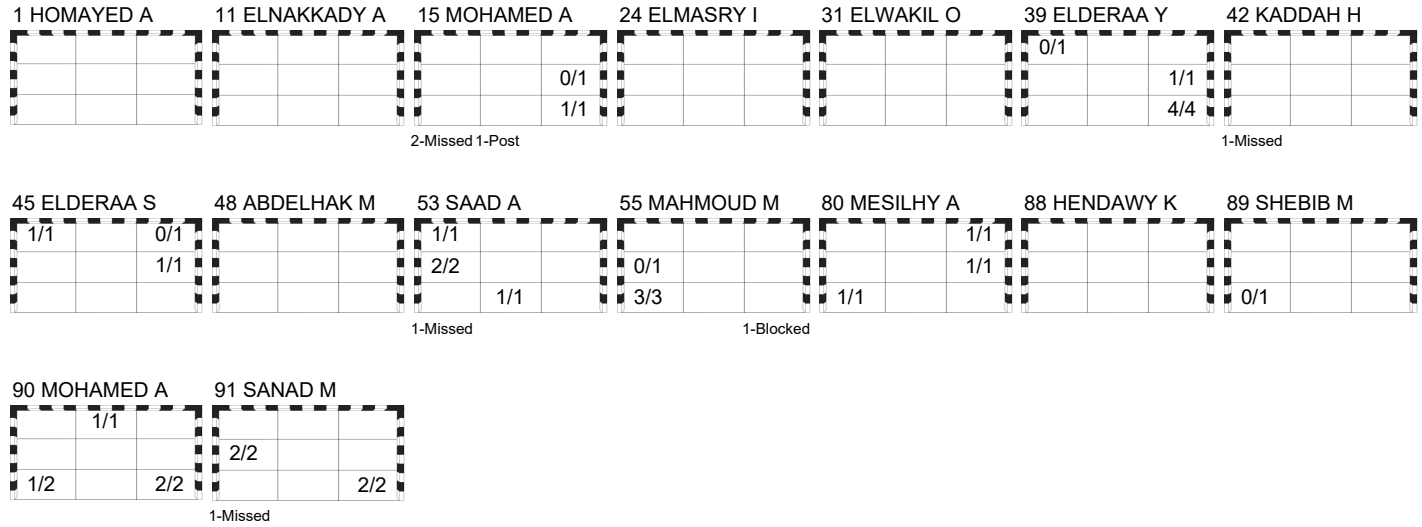 1 HOMAYED A 11 ELNAKKADY A 15 MOHAMED A 24 ELMASRY I 31 ELWAKIL O 39 ELDERAA Y 42 KADDAH H
0/1
0/1 1/1
1/1 4/4
2-Missed 1-Post 1-Missed
45 ELDERAA S 48 ABDELHAK M 53 SAAD A 55 MAHMOUD M 80 MESILHY A 88 HENDAWY K 89 SHEBIB M
1/1 0/1 1/1 1/1
1/1 2/2 0/1 1/1
1/1 3/3 1/1 0/1
1-Missed 1-Blocked
90 MOHAMED A 91 SANAD M
1/1
2/2
1/2 2/2 2/2
1-Missed